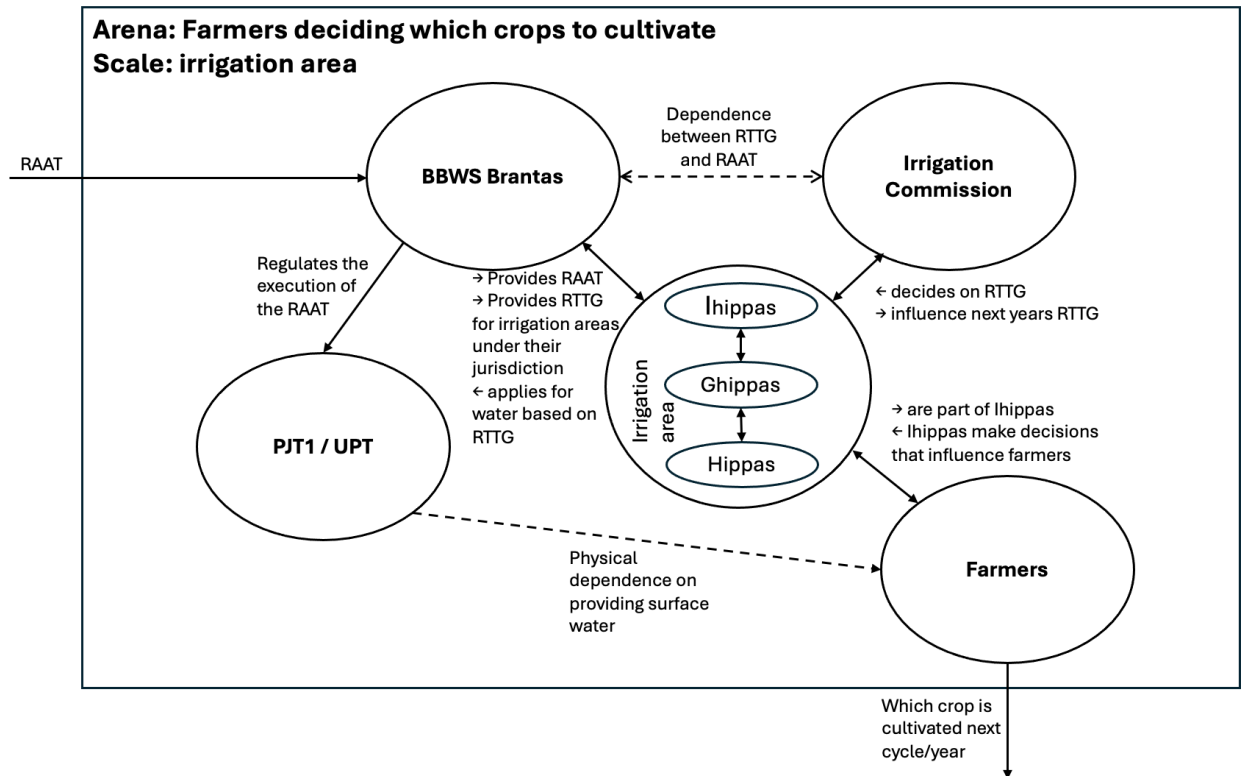 Arena: Farmers deciding which crops to cultivate
Scale: irrigation area
RAAT
BBWS Brantas
Dependence
between RTTG
and RAAT
Irrigation
Commission
Regulates the
execution of
the RAAT
→ Provides RAAT
→ Provides RTTG
for irrigation areas
under their
jurisdiction
← applies for
water based on
RTTG
Irrigation
area
Ihippas
Ghippas
Hippas
← decides on RTTG
→ influence next years RTTG
PJT1 / UPT
→ are part of Ihippas
← Ihippas make decisions
that influence farmers
Physical
dependence on
providing surface
water
Farmers
Which crop is
cultivated next
cycle/year